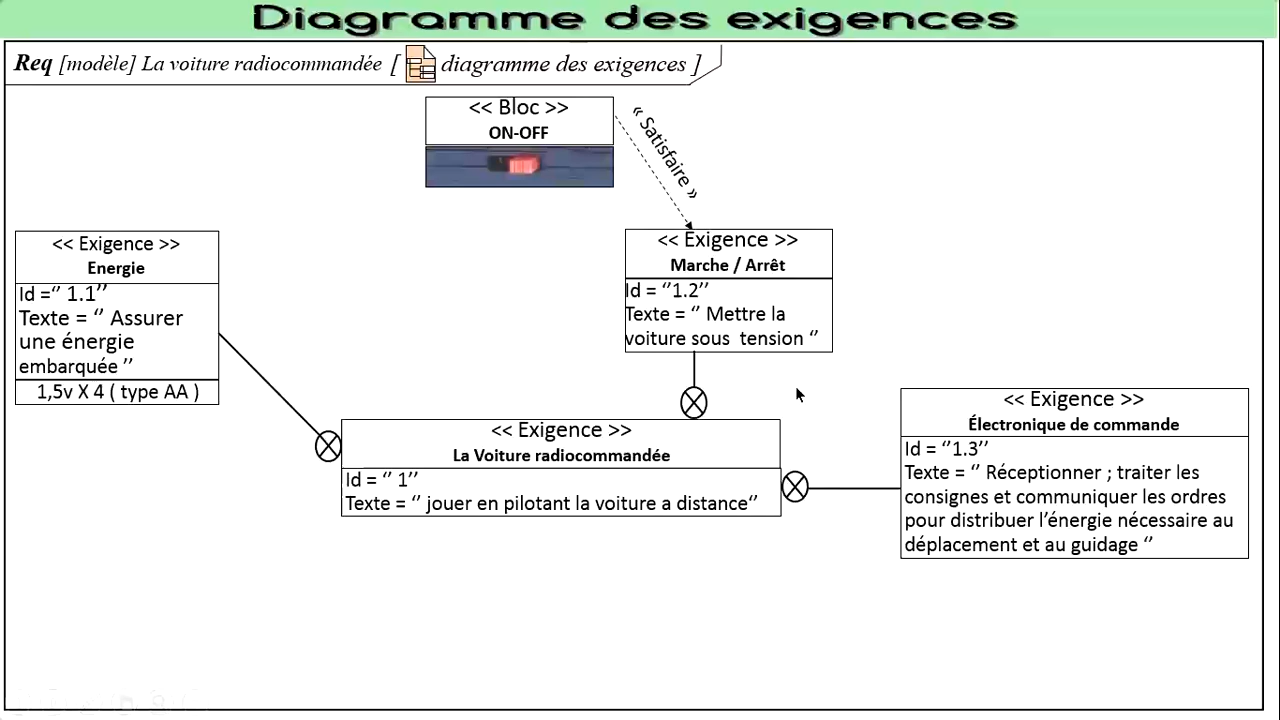 Diagramme des exigences
Req [modèle] La voiture radiocommandée [ diagramme des exigences ]
<< Bloc >>
ON-OFF
« Satisfaire »
<< Exigence >>
Energie
Id =‘’ 1.1’’
Texte = ‘’ Assurer
une énergie
embarquée ’’
1,5v X 4 ( type AA )
<< Exigence >>
Marche / Arrêt
Id = ‘’1.2’’
Texte = ‘’ Mettre la
voiture sous tension ‘’
<< Exigence >>
La Voiture radiocommandée
Id = ‘’ 1’’
Texte = ‘’ jouer en pilotant la voiture a distance‘’
<< Exigence >>
Électronique de commande
Id = ‘’1.3’’
Texte = ‘’ Réceptionner ; traiter les
consignes et communiquer les ordres
pour distribuer l’énergie nécessaire au
déplacement et au guidage ‘’